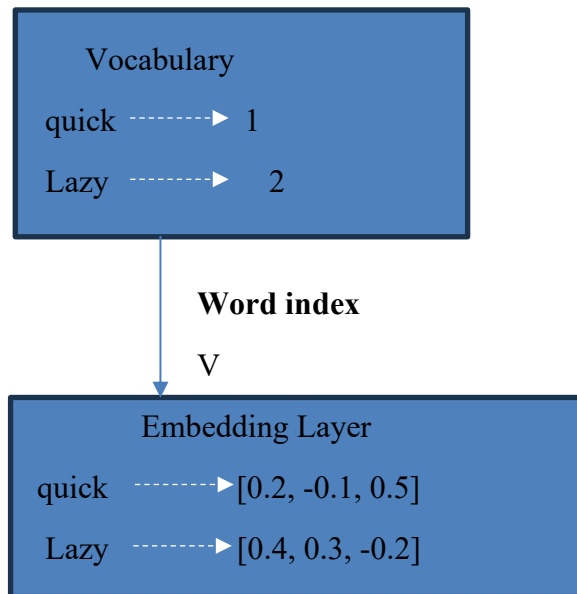 Vocabulary
quick 1
Lazy 2
Word index
V
Embedding Layer
quick [0.2, -0.1, 0.5]
Lazy [0.4, 0.3, -0.2]